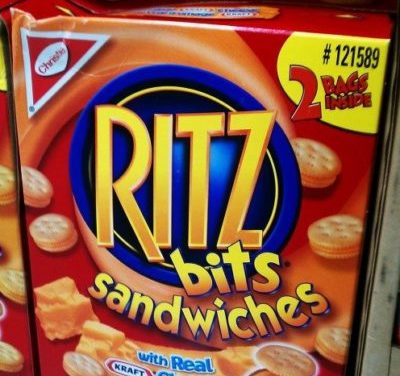 Christie
# 121589
2 BAGS
INSIDE
RITZ
bits
sandwiches
with Real
KRAFT